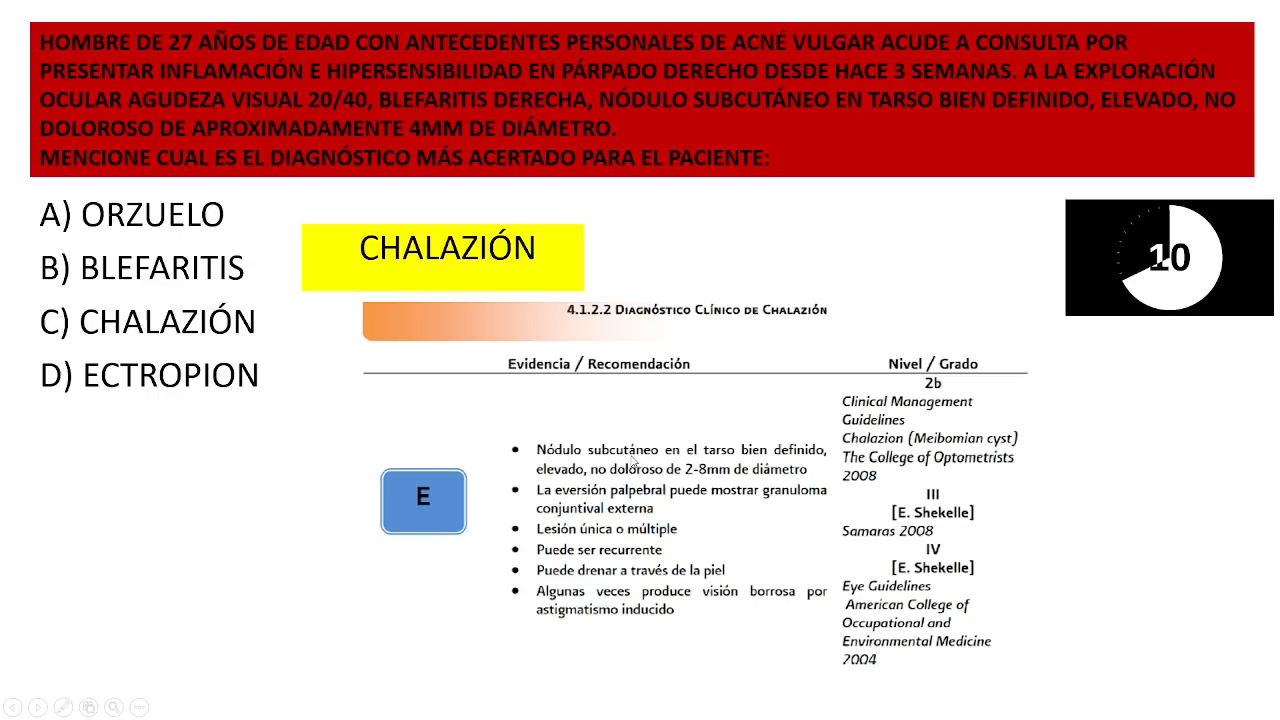 HOMBRE DE 27 AÑOS DE EDAD CON ANTECEDENTES PERSONALES DE ACNÉ VULGAR ACUDE A CONSULTA POR
PRESENTAR INFLAMACIÓN E HIPERSENSIBILIDAD EN PÁRPADO DERECHO DESDE HACE 3 SEMANAS. A LA EXPLORACIÓN
OCULAR AGUDEZA VISUAL 20/40, BLEFARITIS DERECHA, NÓDULO SUBCUTÁNEO EN TARSO BIEN DEFINIDO, ELEVADO, NO
DOLOROSO DE APROXIMADAMENTE 4MM DE DIÁMETRO.
MENCIONE CUAL ES EL DIAGNÓSTICO MÁS ACERTADO PARA EL PACIENTE:
A) ORZUELO
B) BLEFARITIS
C) CHALAZIÓN
D) ECTROPION
CHALAZIÓN
10
4.1.2.2 DIAGNÓSTICO CLÍNICO DE CHALAZIÓN
Evidencia / Recomendación
Nivel / Grado
E
• Nódulo subcutáneo en el tarso bien definido,
elevado, no doloroso de 2-8mm de diámetro
• La eversión palpebral puede mostrar granuloma
conjuntival externa
• Lesión única o múltiple
• Puede ser recurrente
• Puede drenar a través de la piel
• Algunas veces produce visión borrosa por
astigmatismo inducido
2b
Clinical Management
Guidelines
Chalazion (Meibomian cyst)
The College of Optometrists
2008
III
[E. Shekelle]
Samaras 2008
IV
[E. Shekelle]
Eye Guidelines
American College of
Occupational and
Environmental Medicine
2004